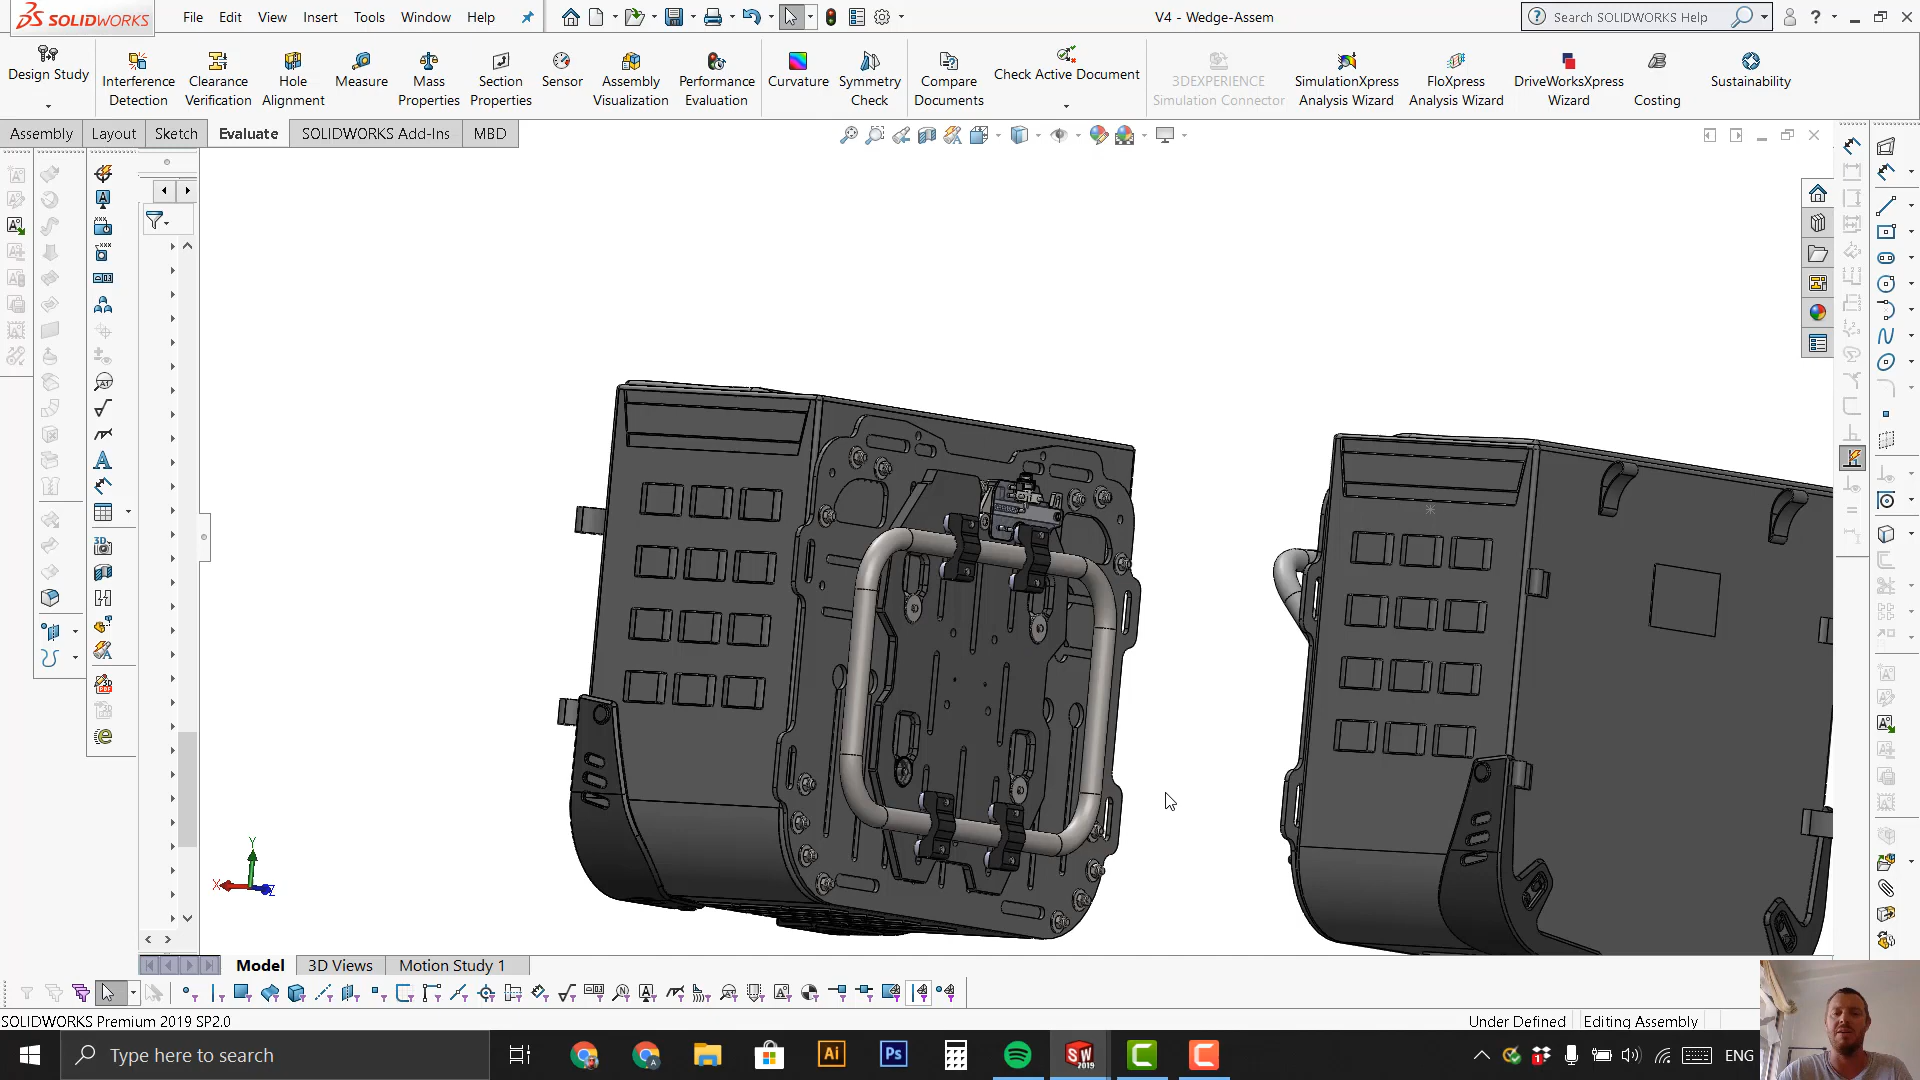 SOLIDWORKS File Edit View Insert Tools Window Help V4 - Wedge-Assem Search SOLIDWORKS Help
Design Study
Interference Detection
Clearance Verification
Hole Alignment
Measure
Mass Properties
Section Properties
Sensor
Assembly Visualization
Performance Evaluation
Curvature
Symmetry Check
Compare Documents
Check Active Document
3DEXPERIENCE Simulation Connector
SimulationXpress Analysis Wizard
FloXpress Analysis Wizard
DriveWorksXpress Wizard
Costing
Sustainability
Assembly Layout Sketch Evaluate SOLIDWORKS Add-Ins MBD
Y
X
Z
Model 3D Views Motion Study 1
SOLIDWORKS Premium 2019 SP2.0 Under Defined Editing Assembly
Type here to search
Ai Ps SW 2019 ENG